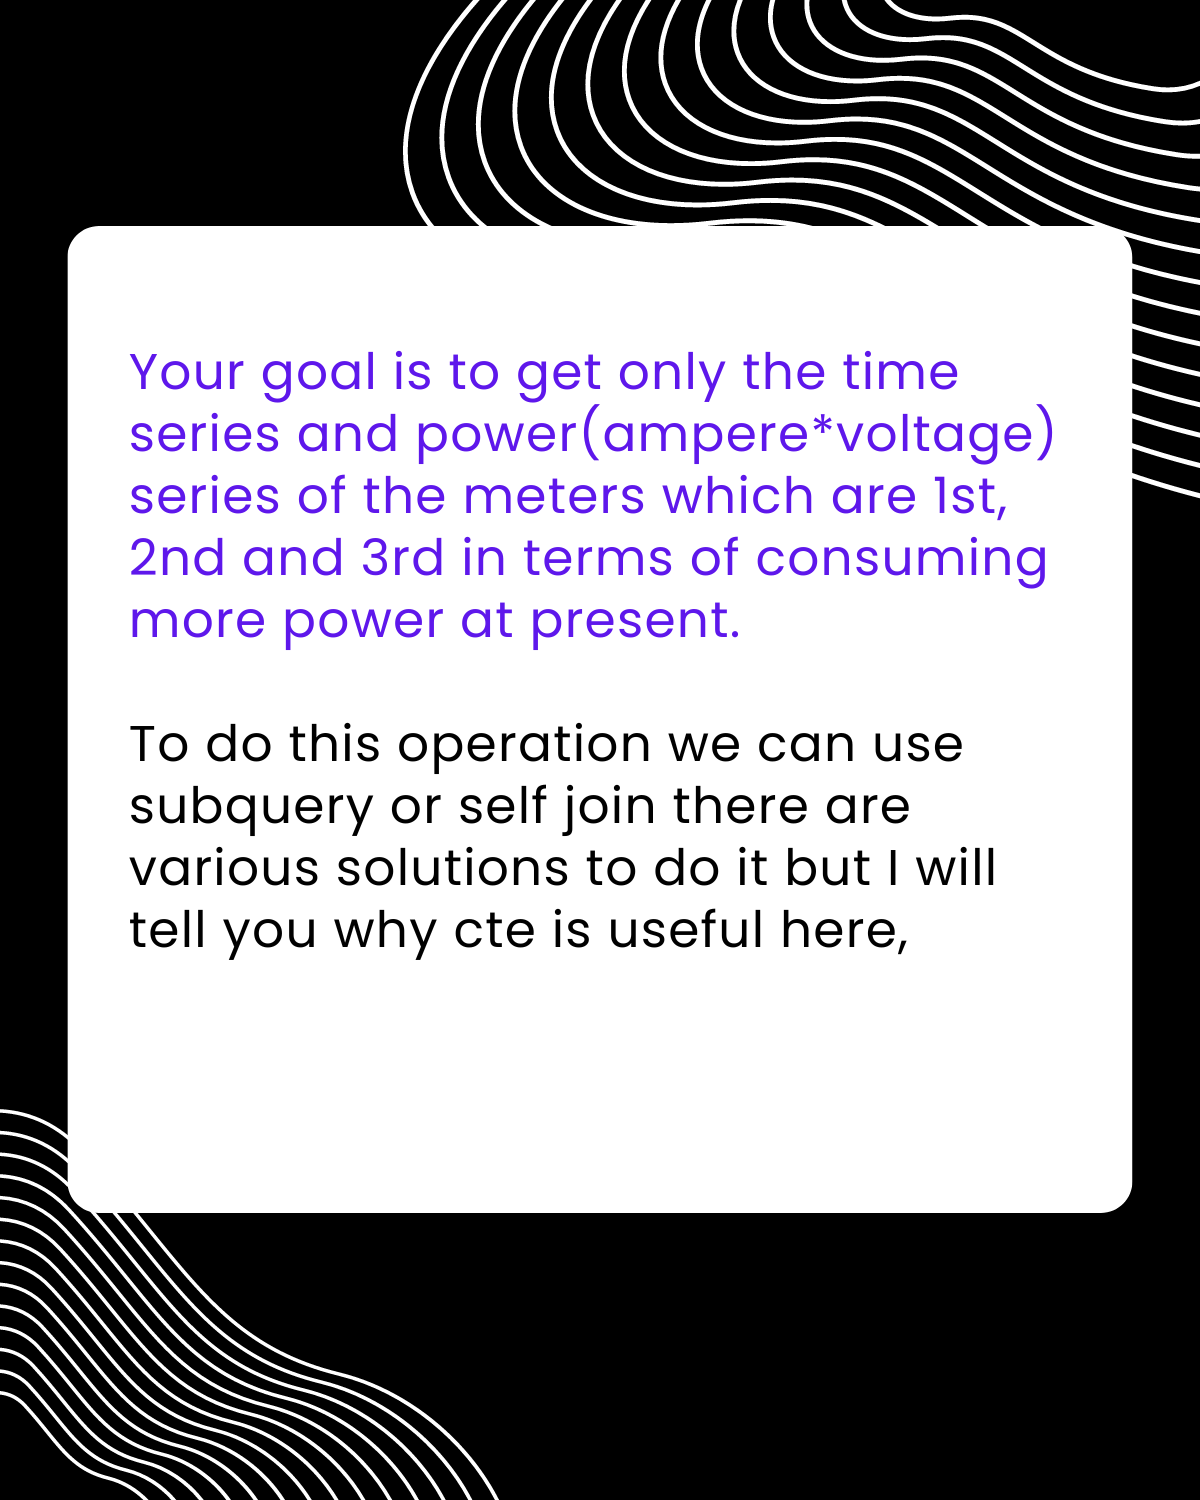 Your goal is to get only the time
series and power(ampere*voltage)
series of the meters which are 1st,
2nd and 3rd in terms of consuming
more power at present.
To do this operation we can use
subquery or self join there are
various solutions to do it but I will
tell you why cte is useful here,